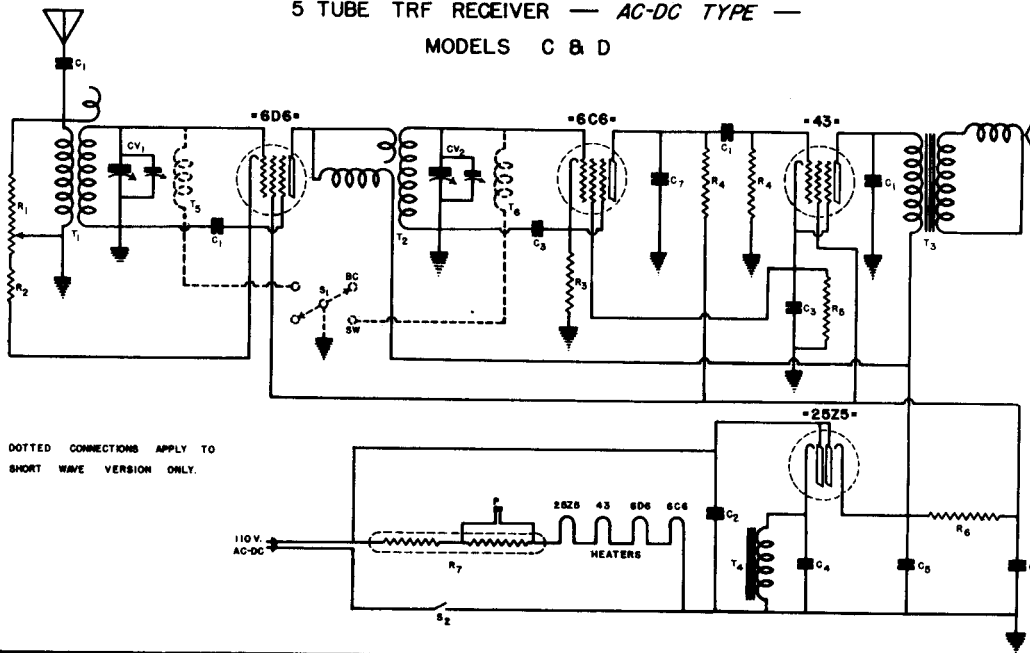 5 TUBE TRF RECEIVER — AC-DC TYPE —
MODELS C & D
C1
"6D6"
"6C6"
"43"
CV1
CV2
R1
T5
T6
C7
R4
C1
R4
C1
T1
C1
T2
C3
T3
R2
S1
BC
SW
R3
C3
R5
"25Z5"
DOTTED CONNECTIONS APPLY TO
SHORT WAVE VERSION ONLY.
P
25Z5 43 6D6 6C6
HEATERS
110 V.
AC-DC
R7
C2
R6
T4
C4
C5
S2